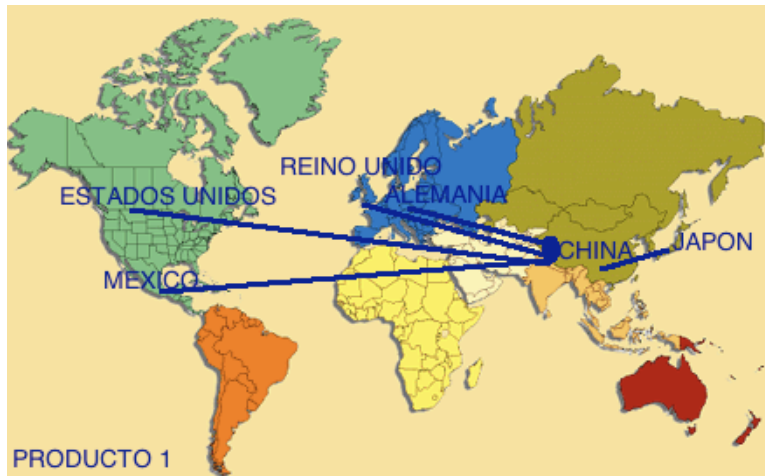 REINO UNIDO
ESTADOS UNIDOS
ALEMANIA
CHINA
JAPON
MEXICO
PRODUCTO 1